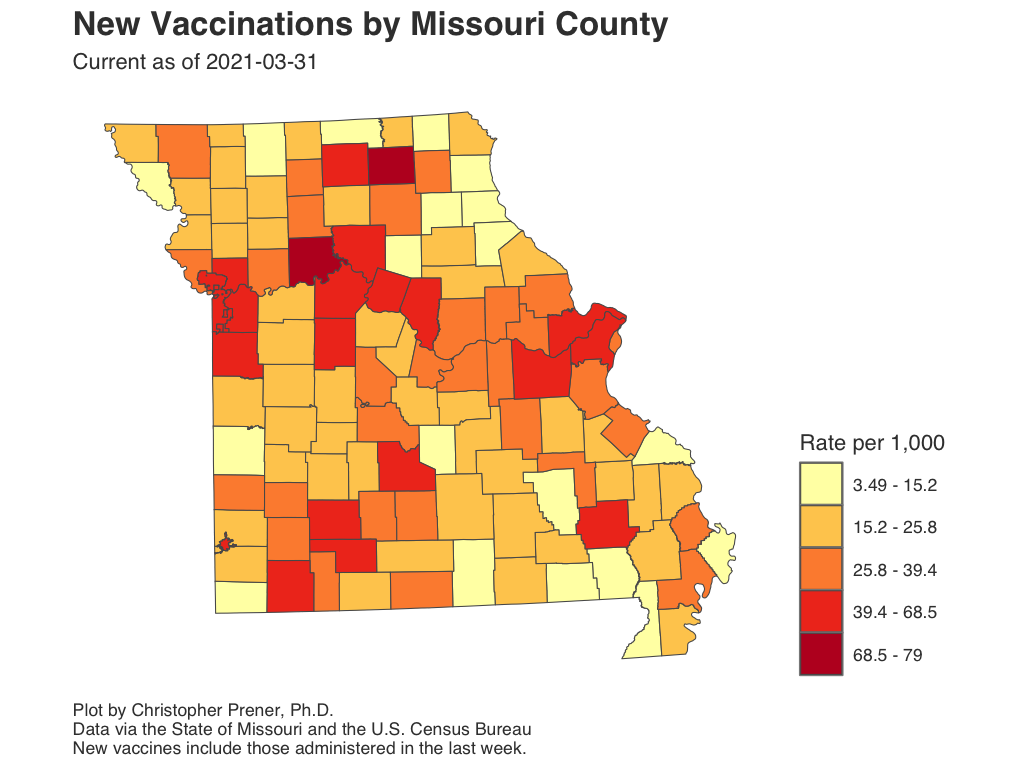 New Vaccinations by Missouri County
Current as of 2021-03-31
Rate per 1,000
3.49 - 15.2
15.2 - 25.8
25.8 - 39.4
39.4 - 68.5
68.5 - 79
Plot by Christopher Prener, Ph.D.
Data via the State of Missouri and the U.S. Census Bureau
New vaccines include those administered in the last week.